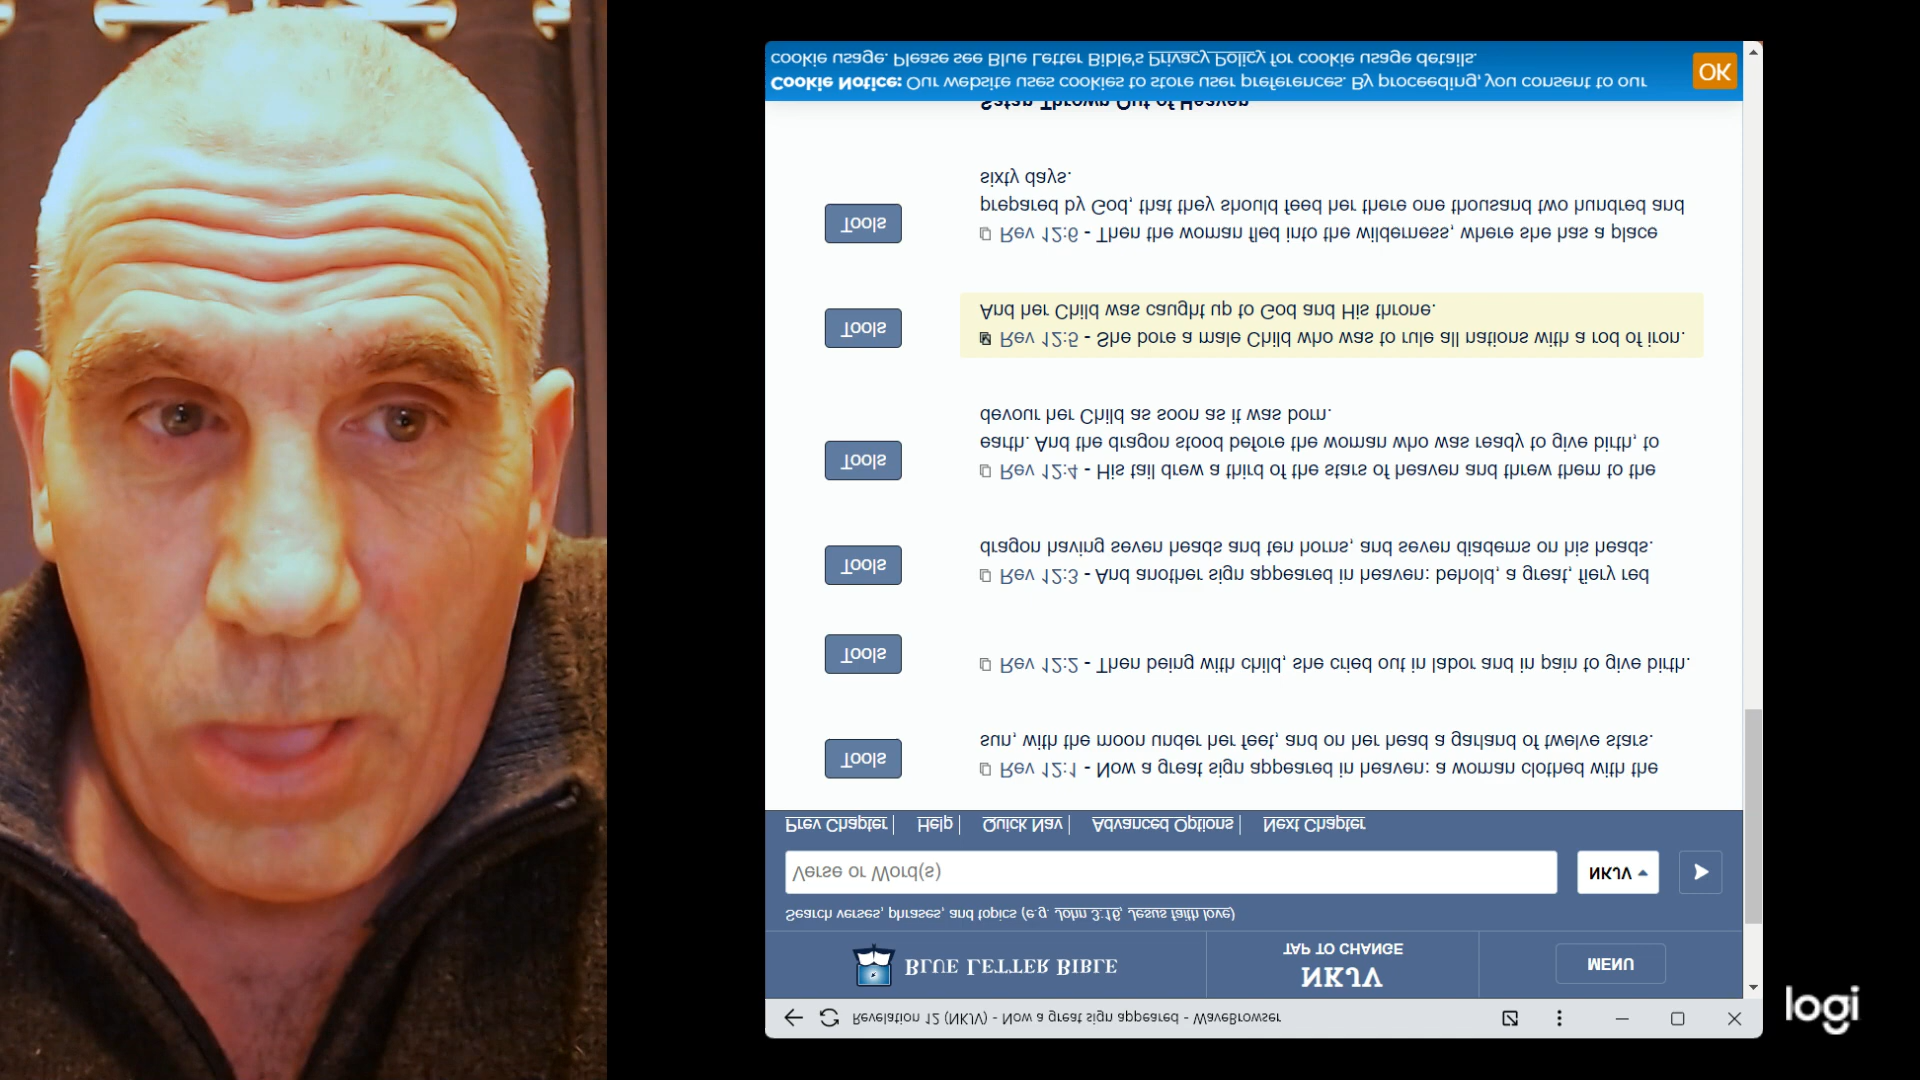 Revelation 12 (NKJV) - Now a great sign appeared - WaveBrowser
BLUE LETTER BIBLE
NKJV
TAP TO CHANGE
MENU
Search verses, phrases, and topics (e.g. John 3:16, Jesus faith love)
Verse or Word(s)
NKJV
Prev Chapter | Help | Quick Nav | Advanced Options | Next Chapter
Tools
Rev 12:1 - Now a great sign appeared in heaven: a woman clothed with the
sun, with the moon under her feet, and on her head a garland of twelve stars.
Tools
Rev 12:2 - Then being with child, she cried out in labor and in pain to give birth.
Tools
Rev 12:3 - And another sign appeared in heaven: behold, a great, fiery red
dragon having seven heads and ten horns, and seven diadems on his heads.
Tools
Rev 12:4 - His tail drew a third of the stars of heaven and threw them to the
earth. And the dragon stood before the woman who was ready to give birth, to
devour her Child as soon as it was born.
Tools
Rev 12:5 - She bore a male Child who was to rule all nations with a rod of iron.
And her Child was caught up to God and His throne.
Tools
Rev 12:6 - Then the woman fled into the wilderness, where she has a place
prepared by God, that they should feed her there one thousand two hundred and
sixty days.
Satan Thrown Out of Heaven
Cookie Notice: Our website uses cookies to store user preferences. By proceeding, you consent to our
cookie usage. Please see Blue Letter Bible's Privacy Policy for cookie usage details.
OK
logi